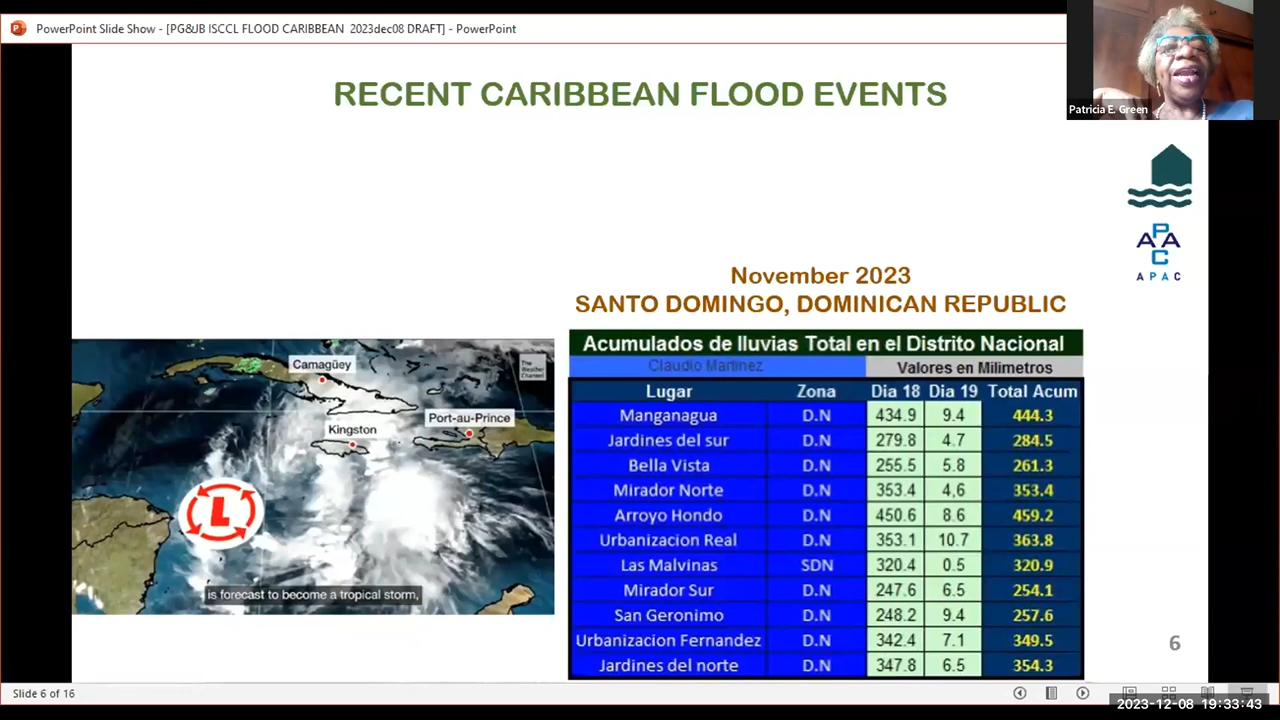 PowerPoint Slide Show - [PG&JB ISCCL FLOOD CARIBBEAN 2023dec08 DRAFT] - PowerPoint
Patricia E. Green
RECENT CARIBBEAN FLOOD EVENTS
P
A A
C
A P A C
November 2023
SANTO DOMINGO, DOMINICAN REPUBLIC
Camagüey
The Weather Channel
Port-au-Prince
Kingston
L
is forecast to become a tropical storm,
Acumulados de lluvias Total en el Distrito Nacional
Claudio Martinez Valores en Milimetros
Lugar Zona Dia 18 Dia 19 Total Acum
Manganagua D.N 434.9 9.4 444.3
Jardines del sur D.N 279.8 4.7 284.5
Bella Vista D.N 255.5 5.8 261.3
Mirador Norte D.N 353.4 4,6 353.4
Arroyo Hondo D.N 450.6 8.6 459.2
Urbanizacion Real D.N 353.1 10.7 363.8
Las Malvinas SDN 320.4 0.5 320.9
Mirador Sur D.N 247.6 6.5 254.1
San Geronimo D.N 248.2 9.4 257.6
Urbanizacion Fernandez D.N 342.4 7.1 349.5
Jardines del norte D.N 347.8 6.5 354.3
6
Slide 6 of 16
2023-12-08 19:33:43